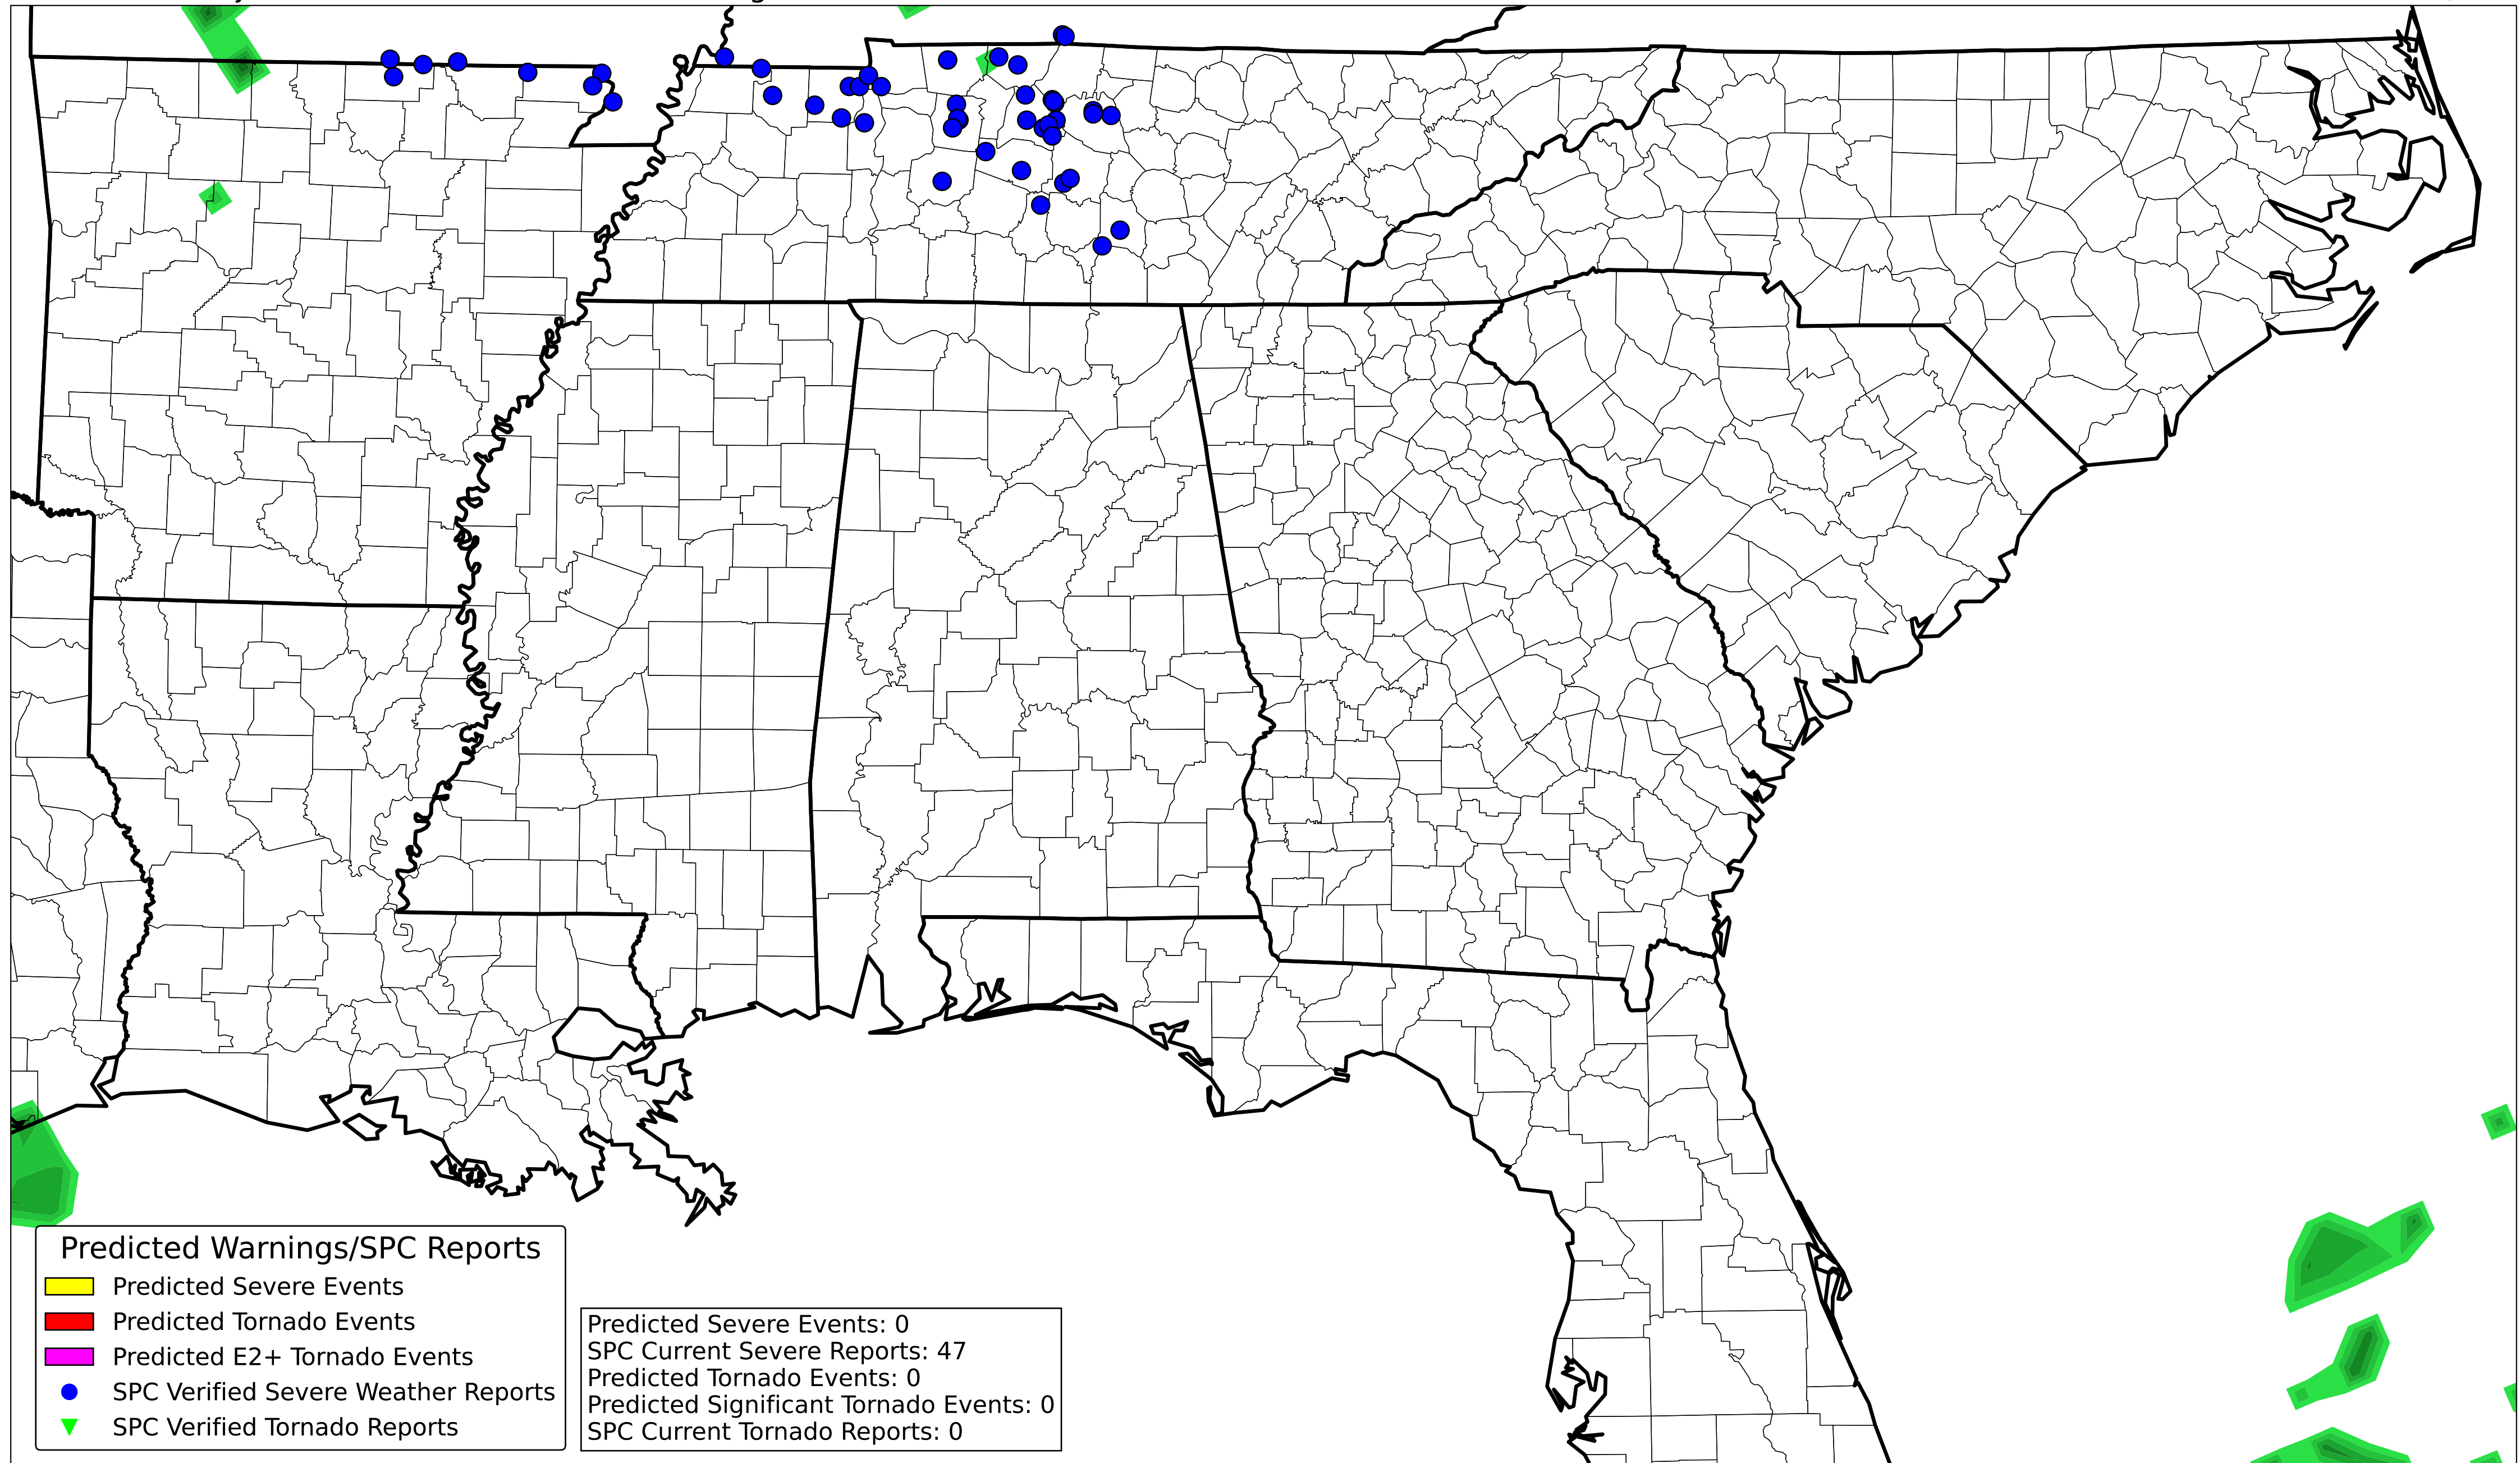 Predicted Warnings/SPC Reports
Predicted Severe Events
Predicted Tornado Events
Predicted E2+ Tornado Events
SPC Verified Severe Weather Reports
SPC Verified Tornado Reports
Predicted Severe Events: 0
SPC Current Severe Reports: 47
Predicted Tornado Events: 0
Predicted Significant Tornado Events: 0
SPC Current Tornado Reports: 0